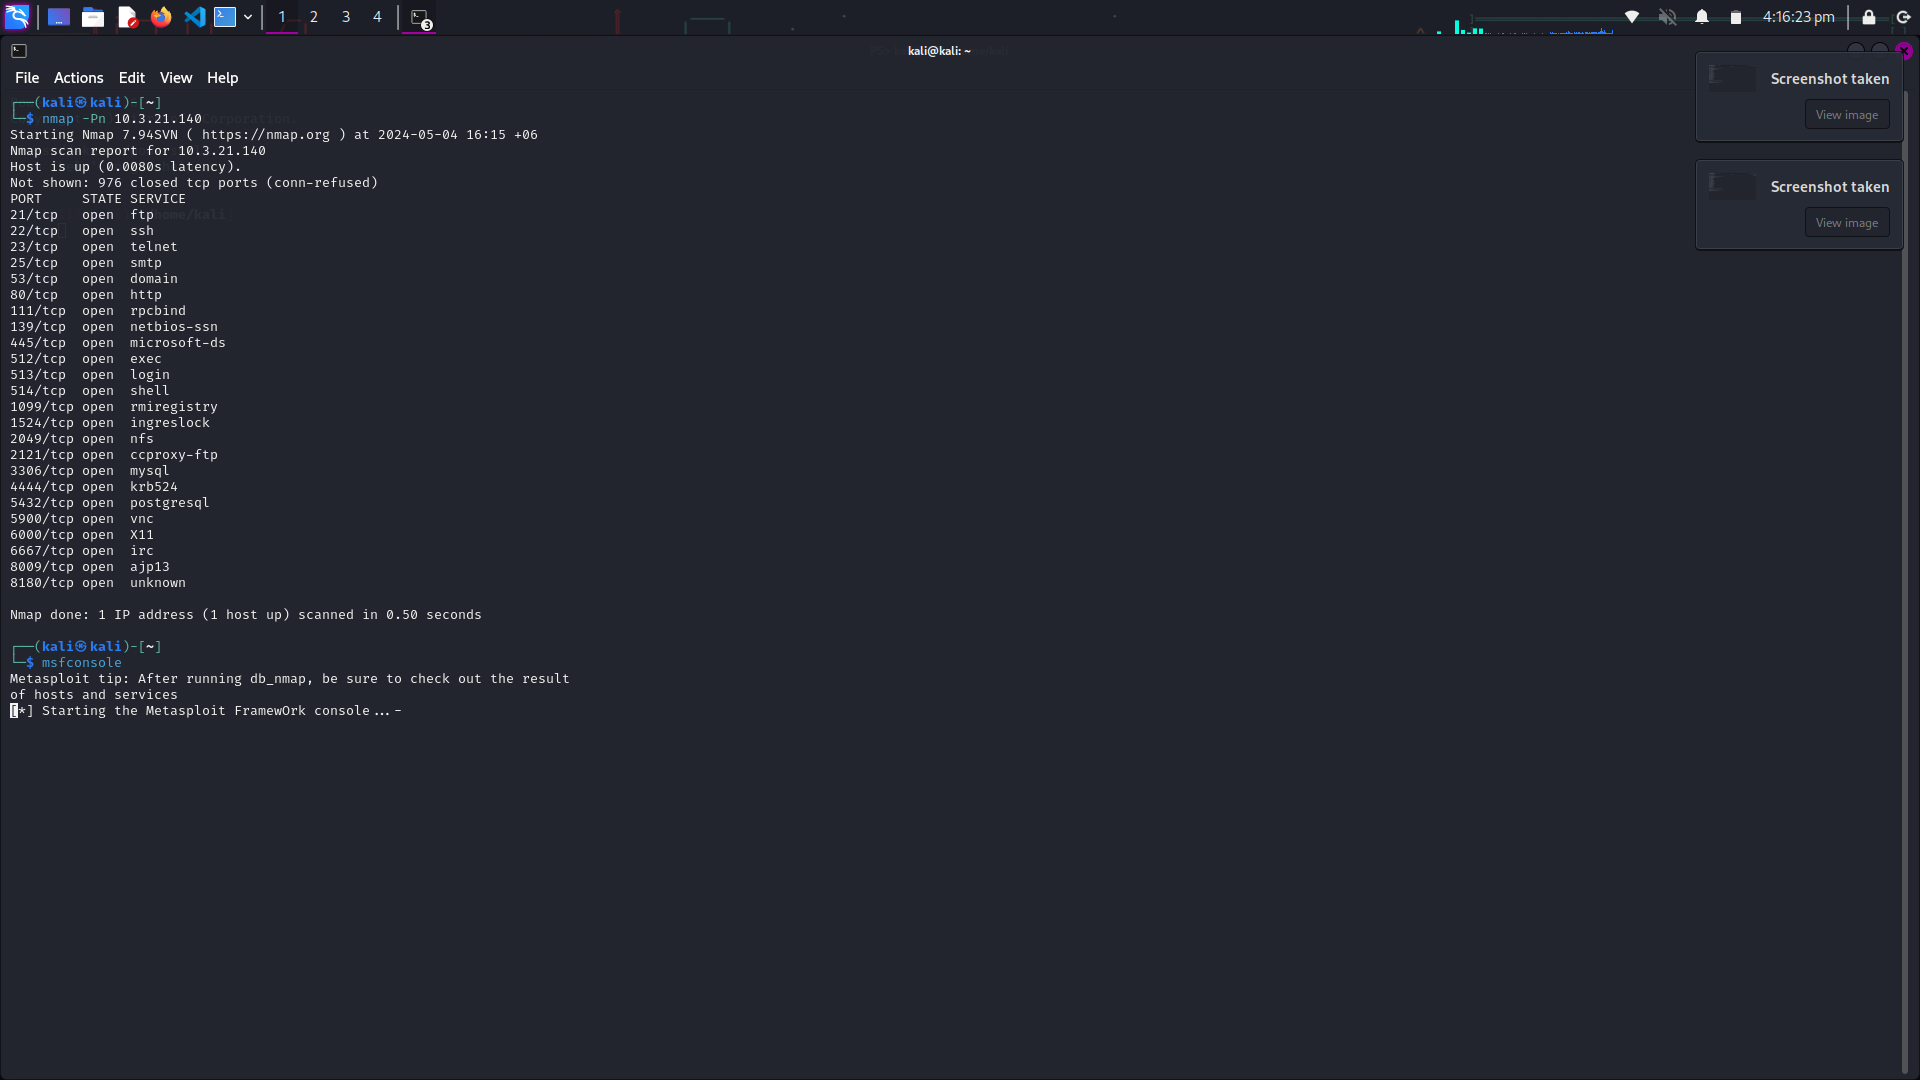 1 2 3 4 3 4:16:23 pm
kali@kali: ~
File Actions Edit View Help
Screenshot taken
View image
Screenshot taken
View image
┌──(kali㉿kali)-[~]
└─$ nmap -Pn 10.3.21.140
Starting Nmap 7.94SVN ( https://nmap.org ) at 2024-05-04 16:15 +06
Nmap scan report for 10.3.21.140
Host is up (0.0080s latency).
Not shown: 976 closed tcp ports (conn-refused)
PORT     STATE SERVICE
21/tcp   open  ftp
22/tcp   open  ssh
23/tcp   open  telnet
25/tcp   open  smtp
53/tcp   open  domain
80/tcp   open  http
111/tcp  open  rpcbind
139/tcp  open  netbios-ssn
445/tcp  open  microsoft-ds
512/tcp  open  exec
513/tcp  open  login
514/tcp  open  shell
1099/tcp open  rmiregistry
1524/tcp open  ingreslock
2049/tcp open  nfs
2121/tcp open  ccproxy-ftp
3306/tcp open  mysql
4444/tcp open  krb524
5432/tcp open  postgresql
5900/tcp open  vnc
6000/tcp open  X11
6667/tcp open  irc
8009/tcp open  ajp13
8180/tcp open  unknown
Nmap done: 1 IP address (1 host up) scanned in 0.50 seconds
┌──(kali㉿kali)-[~]
└─$ msfconsole
Metasploit tip: After running db_nmap, be sure to check out the result
of hosts and services
[*] Starting the Metasploit FramewOrk console...-